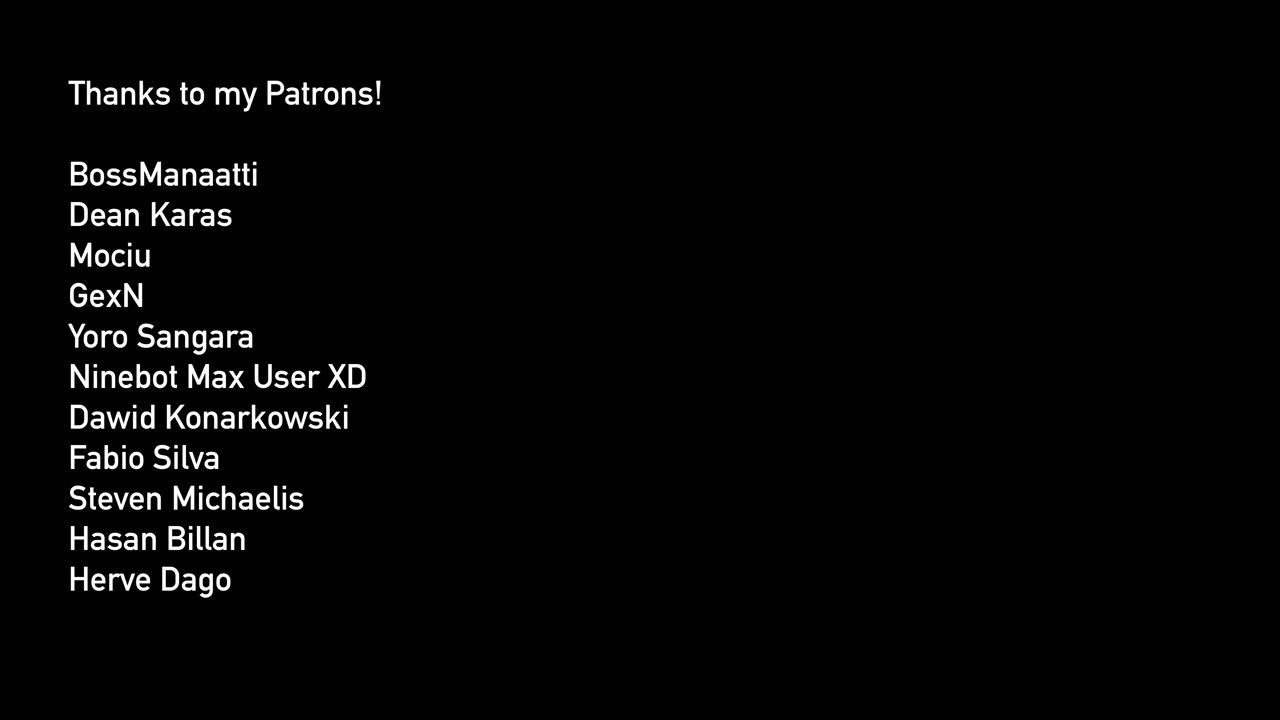 Thanks to my Patrons!
BossManaatti
Dean Karas
Mociu
GexN
Yoro Sangara
Ninebot Max User XD
Dawid Konarkowski
Fabio Silva
Steven Michaelis
Hasan Billan
Herve Dago